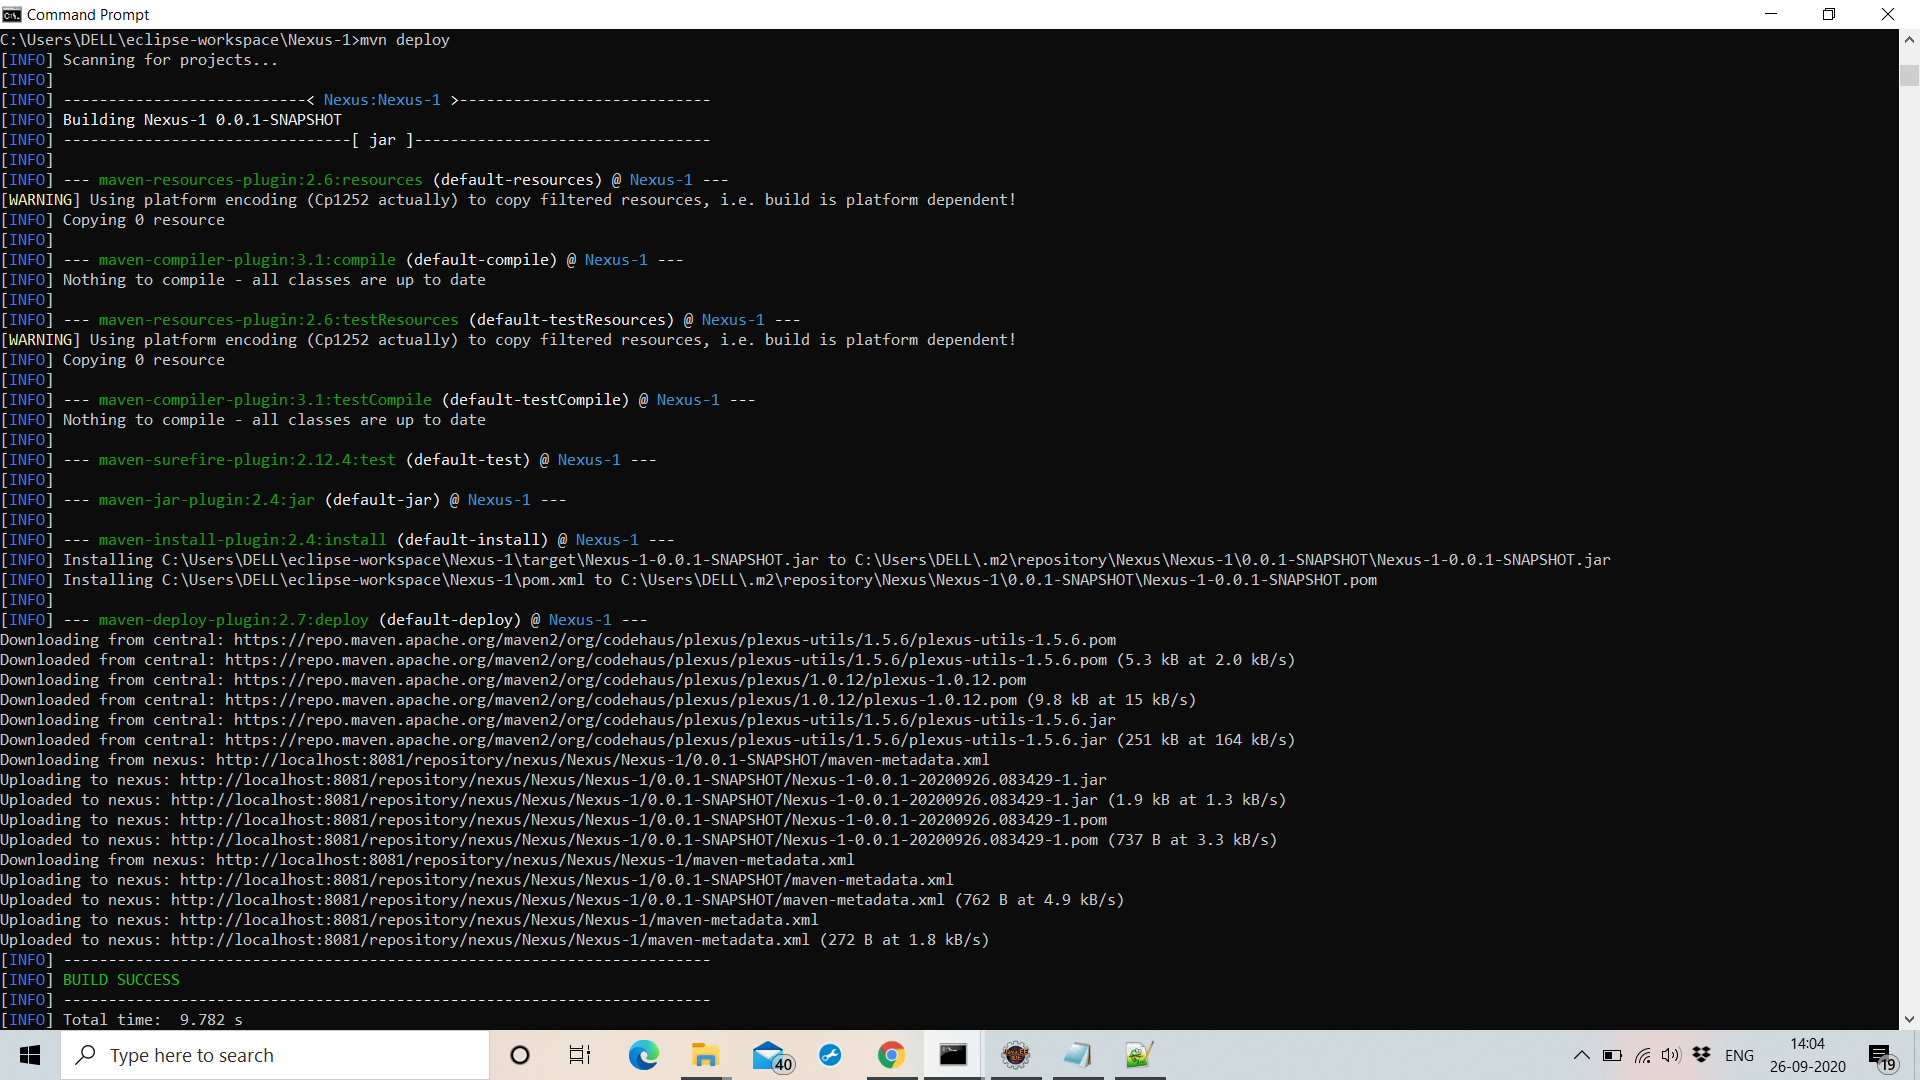 Command Prompt
C:\Users\DELL\eclipse-workspace\Nexus-1>mvn deploy
[INFO] Scanning for projects...
[INFO]
[INFO] ---------------------------< Nexus:Nexus-1 >----------------------------
[INFO] Building Nexus-1 0.0.1-SNAPSHOT
[INFO] --------------------------------[ jar ]---------------------------------
[INFO]
[INFO] --- maven-resources-plugin:2.6:resources (default-resources) @ Nexus-1 ---
[WARNING] Using platform encoding (Cp1252 actually) to copy filtered resources, i.e. build is platform dependent!
[INFO] Copying 0 resource
[INFO]
[INFO] --- maven-compiler-plugin:3.1:compile (default-compile) @ Nexus-1 ---
[INFO] Nothing to compile - all classes are up to date
[INFO]
[INFO] --- maven-resources-plugin:2.6:testResources (default-testResources) @ Nexus-1 ---
[WARNING] Using platform encoding (Cp1252 actually) to copy filtered resources, i.e. build is platform dependent!
[INFO] Copying 0 resource
[INFO]
[INFO] --- maven-compiler-plugin:3.1:testCompile (default-testCompile) @ Nexus-1 ---
[INFO] Nothing to compile - all classes are up to date
[INFO]
[INFO] --- maven-surefire-plugin:2.12.4:test (default-test) @ Nexus-1 ---
[INFO]
[INFO] --- maven-jar-plugin:2.4:jar (default-jar) @ Nexus-1 ---
[INFO]
[INFO] --- maven-install-plugin:2.4:install (default-install) @ Nexus-1 ---
[INFO] Installing C:\Users\DELL\eclipse-workspace\Nexus-1\target\Nexus-1-0.0.1-SNAPSHOT.jar to C:\Users\DELL\.m2\repository\Nexus\Nexus-1\0.0.1-SNAPSHOT\Nexus-1-0.0.1-SNAPSHOT.jar
[INFO] Installing C:\Users\DELL\eclipse-workspace\Nexus-1\pom.xml to C:\Users\DELL\.m2\repository\Nexus\Nexus-1\0.0.1-SNAPSHOT\Nexus-1-0.0.1-SNAPSHOT.pom
[INFO]
[INFO] --- maven-deploy-plugin:2.7:deploy (default-deploy) @ Nexus-1 ---
Downloading from central: https://repo.maven.apache.org/maven2/org/codehaus/plexus/plexus-utils/1.5.6/plexus-utils-1.5.6.pom
Downloaded from central: https://repo.maven.apache.org/maven2/org/codehaus/plexus/plexus-utils/1.5.6/plexus-utils-1.5.6.pom (5.3 kB at 2.0 kB/s)
Downloading from central: https://repo.maven.apache.org/maven2/org/codehaus/plexus/plexus/1.0.12/plexus-1.0.12.pom
Downloaded from central: https://repo.maven.apache.org/maven2/org/codehaus/plexus/plexus/1.0.12/plexus-1.0.12.pom (9.8 kB at 15 kB/s)
Downloading from central: https://repo.maven.apache.org/maven2/org/codehaus/plexus/plexus-utils/1.5.6/plexus-utils-1.5.6.jar
Downloaded from central: https://repo.maven.apache.org/maven2/org/codehaus/plexus/plexus-utils/1.5.6/plexus-utils-1.5.6.jar (251 kB at 164 kB/s)
Downloading from nexus: http://localhost:8081/repository/nexus/Nexus/Nexus-1/0.0.1-SNAPSHOT/maven-metadata.xml
Uploading to nexus: http://localhost:8081/repository/nexus/Nexus/Nexus-1/0.0.1-SNAPSHOT/Nexus-1-0.0.1-20200926.083429-1.jar
Uploaded to nexus: http://localhost:8081/repository/nexus/Nexus/Nexus-1/0.0.1-SNAPSHOT/Nexus-1-0.0.1-20200926.083429-1.jar (1.9 kB at 1.3 kB/s)
Uploading to nexus: http://localhost:8081/repository/nexus/Nexus/Nexus-1/0.0.1-SNAPSHOT/Nexus-1-0.0.1-20200926.083429-1.pom
Uploaded to nexus: http://localhost:8081/repository/nexus/Nexus/Nexus-1/0.0.1-SNAPSHOT/Nexus-1-0.0.1-20200926.083429-1.pom (737 B at 3.3 kB/s)
Downloading from nexus: http://localhost:8081/repository/nexus/Nexus/Nexus-1/maven-metadata.xml
Uploading to nexus: http://localhost:8081/repository/nexus/Nexus/Nexus-1/0.0.1-SNAPSHOT/maven-metadata.xml
Uploaded to nexus: http://localhost:8081/repository/nexus/Nexus/Nexus-1/0.0.1-SNAPSHOT/maven-metadata.xml (762 B at 4.9 kB/s)
Uploading to nexus: http://localhost:8081/repository/nexus/Nexus/Nexus-1/maven-metadata.xml
Uploaded to nexus: http://localhost:8081/repository/nexus/Nexus/Nexus-1/maven-metadata.xml (272 B at 1.8 kB/s)
[INFO] ------------------------------------------------------------------------
[INFO] BUILD SUCCESS
[INFO] ------------------------------------------------------------------------
[INFO] Total time:  9.782 s
Type here to search
40
ENG
14:04
26-09-2020
19